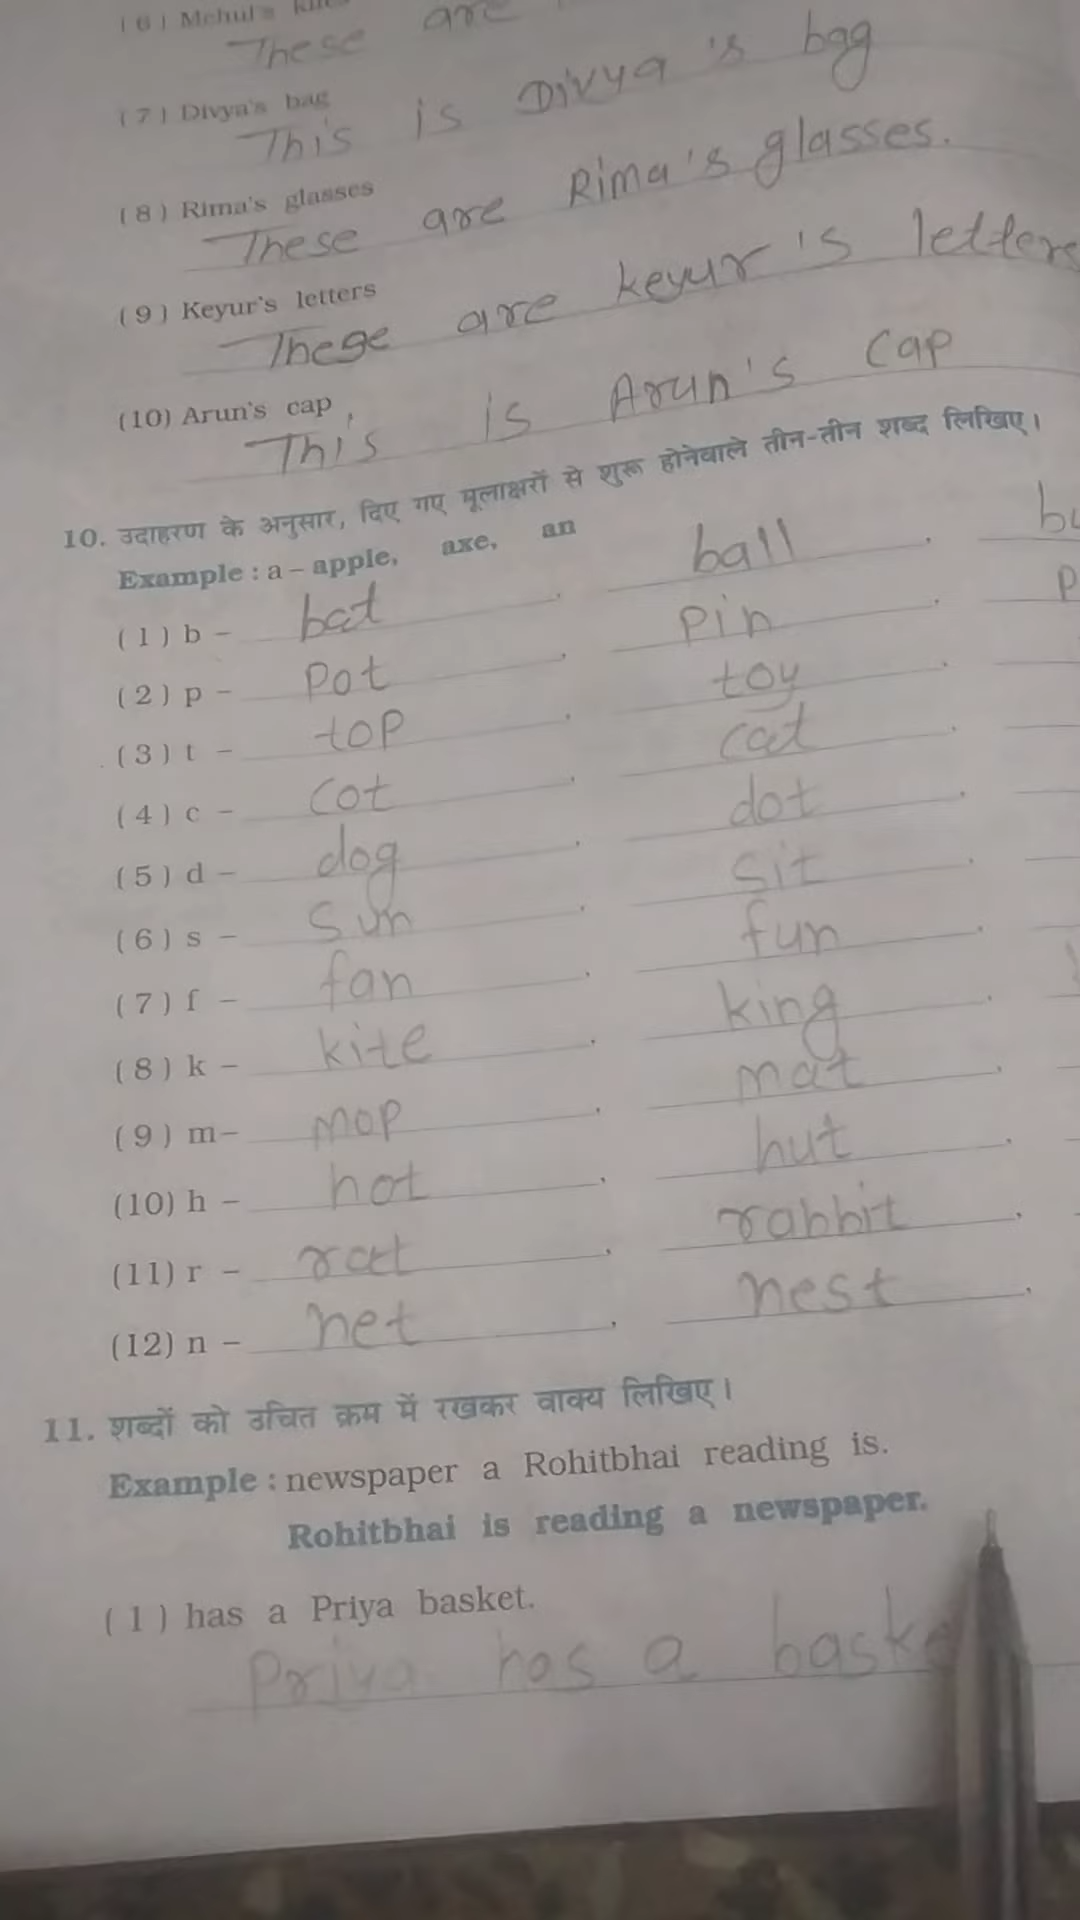 (6) Mehul's
These are
(7) Divya's bag
This is Divya's bag
(8) Rima's glasses
These are Rima's glasses.
(9) Keyur's letters
These are keyur's letters
(10) Arun's cap
This is Arun's cap
10. उदाहरण के अनुसार, दिए गए मूलाक्षरों से शुरू होनेवाले तीन-तीन शब्द लिखिए।
Example : a – apple, axe, an
(1) b – bat ball
(2) p – pot pin
(3) t – top toy
(4) c – cot cat
(5) d – dog dot
(6) s – sun sit
(7) f – fan fun
(8) k – kite king
(9) m– mop mat
(10) h – hot hut
(11) r – rat rabbit
(12) n – net nest
11. शब्दों को उचित क्रम में रखकर वाक्य लिखिए।
Example : newspaper a Rohitbhai reading is.
Rohitbhai is reading a newspaper.
(1) has a Priya basket.
Priya has a baske